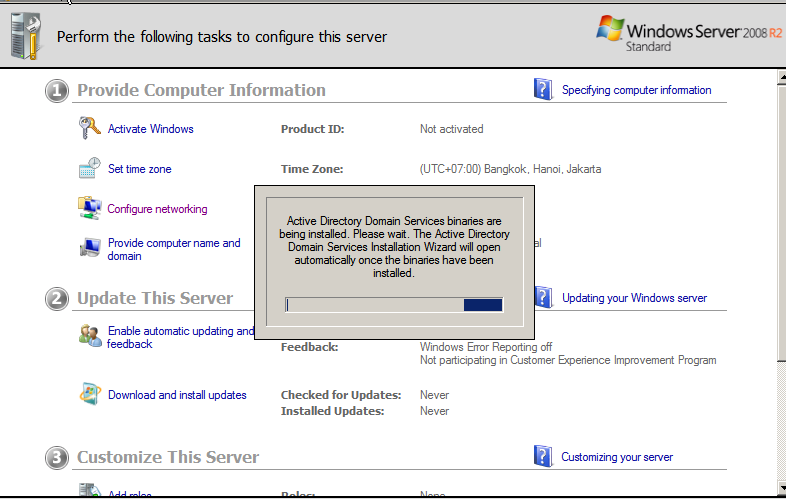 Perform the following tasks to configure this server
Windows Server 2008 R2
Standard
1 Provide Computer Information
Specifying computer information
Activate Windows Product ID: Not activated
Set time zone Time Zone: (UTC+07:00) Bangkok, Hanoi, Jakarta
Configure networking
Provide computer name and
domain
Active Directory Domain Services binaries are
being installed. Please wait. The Active Directory
Domain Services Installation Wizard will open
automatically once the binaries have been
installed.
2 Update This Server
Updating your Windows server
Enable automatic updating and
feedback
Feedback: Windows Error Reporting off
Not participating in Customer Experience Improvement Program
Download and install updates Checked for Updates: Never
Installed Updates: Never
3 Customize This Server
Customizing your server
Add roles Roles: None